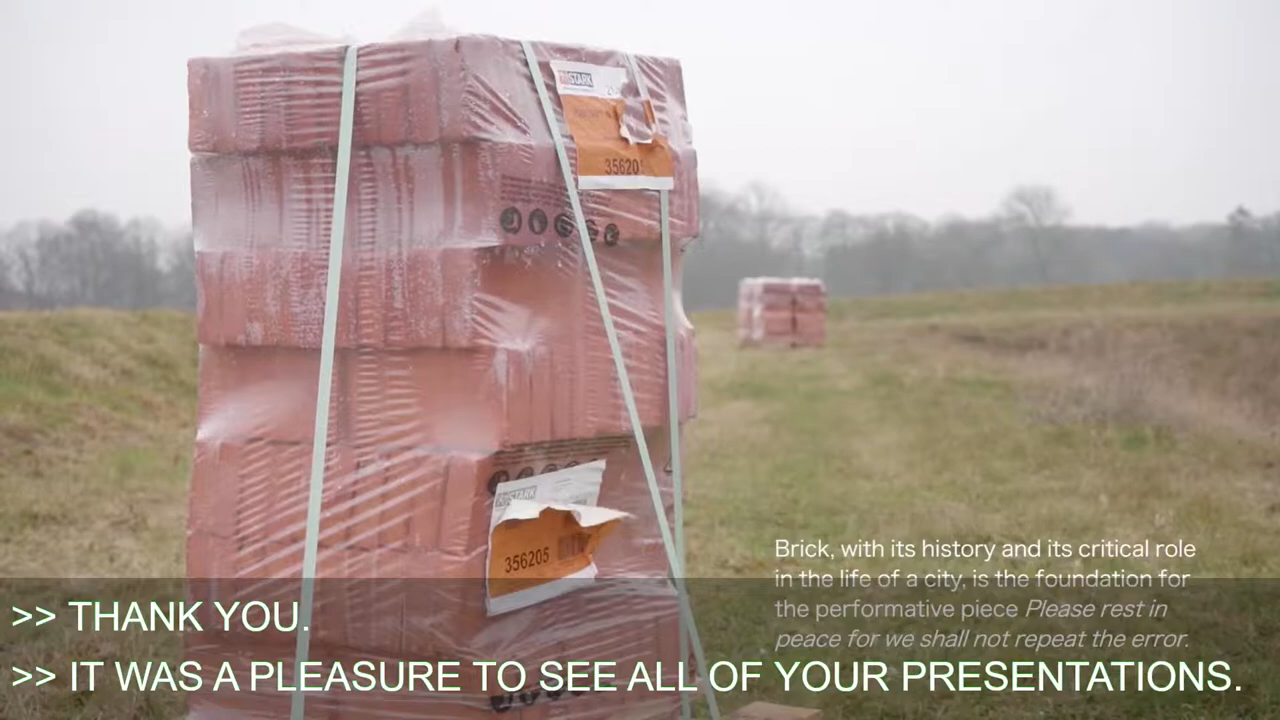 STARK
35620
356205
Brick, with its history and its critical role
in the life of a city, is the foundation for
the performative piece Please rest in
peace for we shall not repeat the error.
>> THANK YOU.
>> IT WAS A PLEASURE TO SEE ALL OF YOUR PRESENTATIONS.